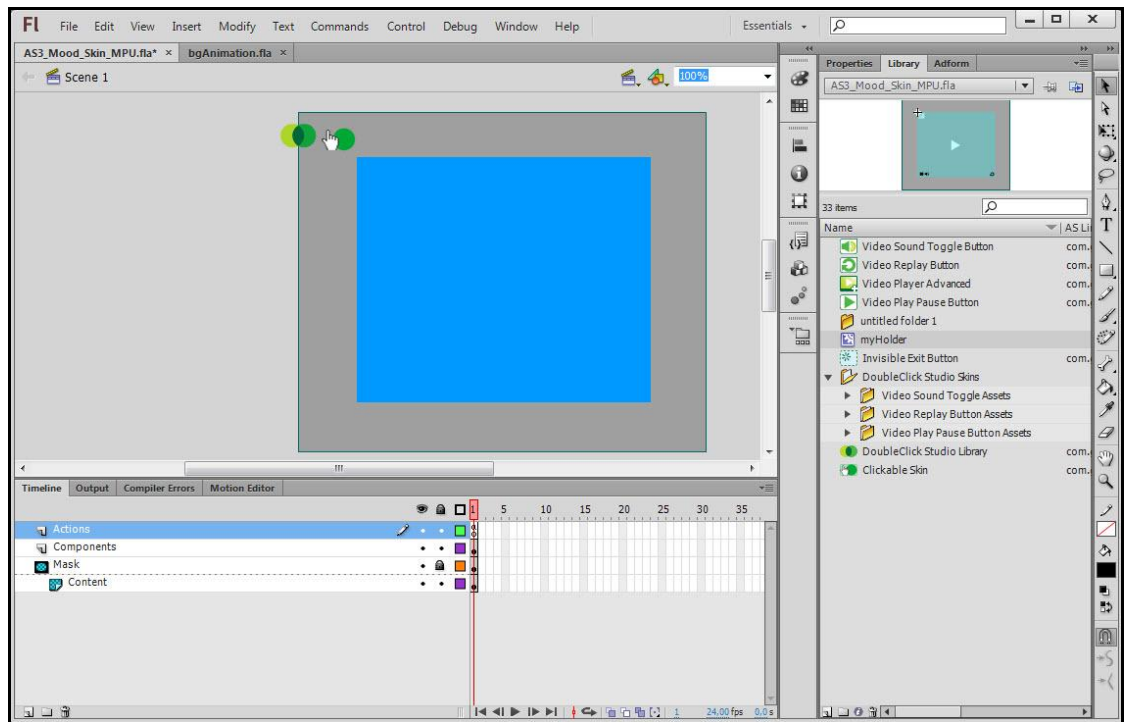 Fl File Edit View Insert Modify Text Commands Control Debug Window Help Essentials
AS3_Mood_Skin_MPU.fla* × bgAnimation.fla ×
Scene 1 100%
Properties Library Adform
AS3_Mood_Skin_MPU.fla
33 items
Name AS Li
Video Sound Toggle Button com.
Video Replay Button com.
Video Player Advanced com.
Video Play Pause Button com.
untitled folder 1
myHolder
Invisible Exit Button com.
DoubleClick Studio Skins
Video Sound Toggle Assets
Video Replay Button Assets
Video Play Pause Button Assets
DoubleClick Studio Library com.
Clickable Skin com.
Timeline Output Compiler Errors Motion Editor
1 5 10 15 20 25 30 35
Actions
Components
Mask
Content
1 24.00 fps 0.0 s